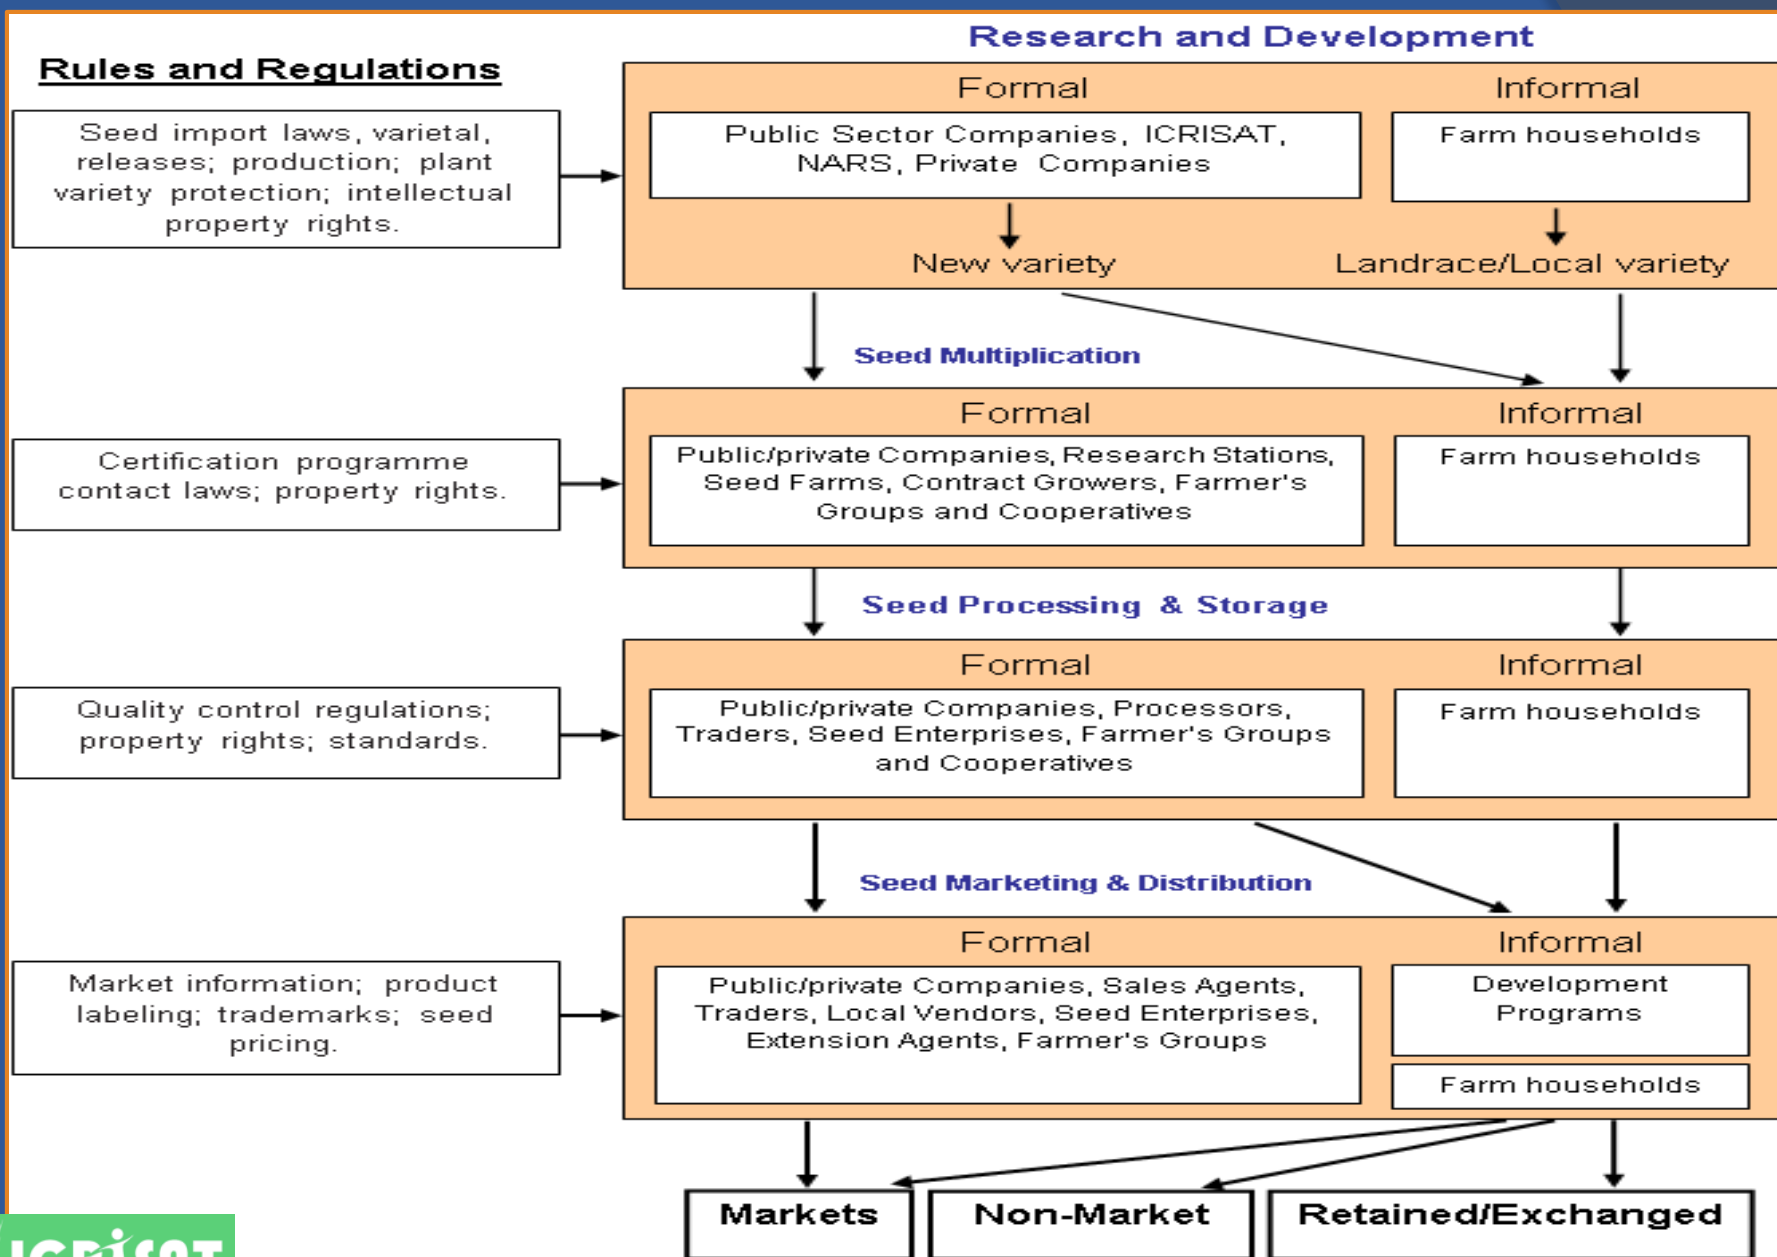 Research and Development
Rules and Regulations
Formal
Informal
Seed import laws, varietal,
releases; production; plant
variety protection; intellectual
property rights.
Public Sector Companies, ICRISAT,
NARS, Private Companies
Farm households
New variety
Landrace/Local variety
Seed Multiplication
Formal
Informal
Certification programme
contact laws; property rights.
Public/private Companies, Research Stations,
Seed Farms, Contract Growers, Farmer's
Groups and Cooperatives
Farm households
Seed Processing & Storage
Formal
Informal
Quality control regulations;
property rights; standards.
Public/private Companies, Processors,
Traders, Seed Enterprises, Farmer's Groups
and Cooperatives
Farm households
Seed Marketing & Distribution
Formal
Informal
Market information; product
labeling; trademarks; seed
pricing.
Public/private Companies, Sales Agents,
Traders, Local Vendors, Seed Enterprises,
Extension Agents, Farmer's Groups
Development
Programs
Farm households
Markets
Non-Market
Retained/Exchanged
ICRISAT